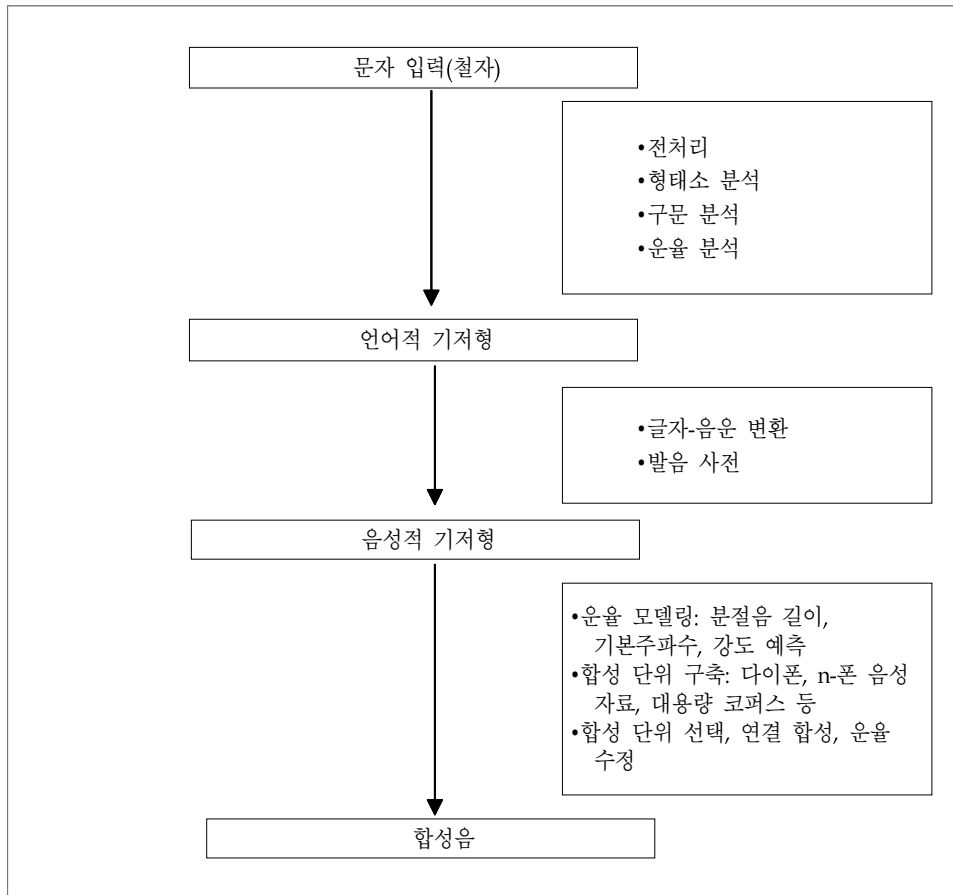 문자 입력(철자)
•전처리
•형태소 분석
•구문 분석
•운율 분석
언어적 기저형
•글자-음운 변환
•발음 사전
음성적 기저형
•운율 모델링: 분절음 길이,
기본주파수, 강도 예측
•합성 단위 구축: 다이폰, n-폰 음성
자료, 대용량 코퍼스 등
•합성 단위 선택, 연결 합성, 운율
수정
합성음